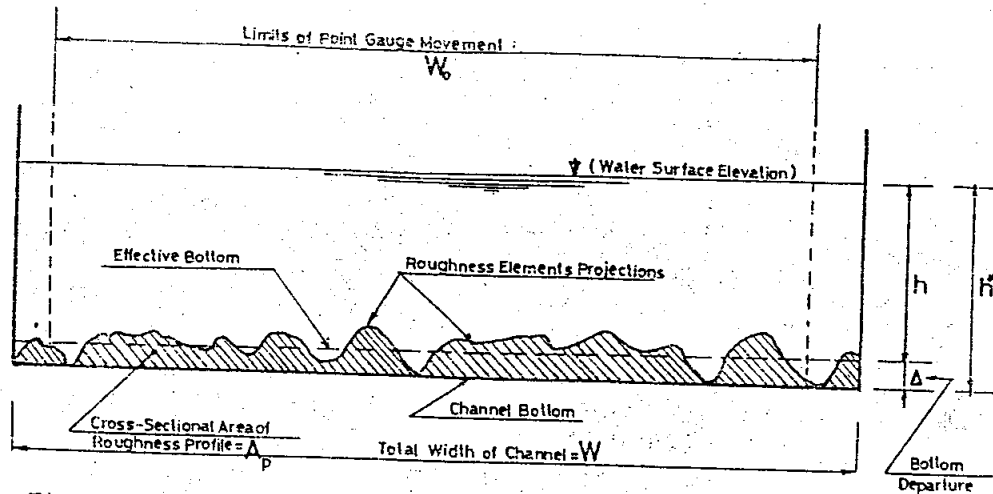 Limits of Point Gauge Movement :
W₀
(Water Surface Elevation)
Effective Bottom
Roughness Elements Projections
h
h*
Δ
Channel Bottom
Cross-Sectional Area of
Roughness Profile = Aₚ
Total Width of Channel = W
Bottom
Departure